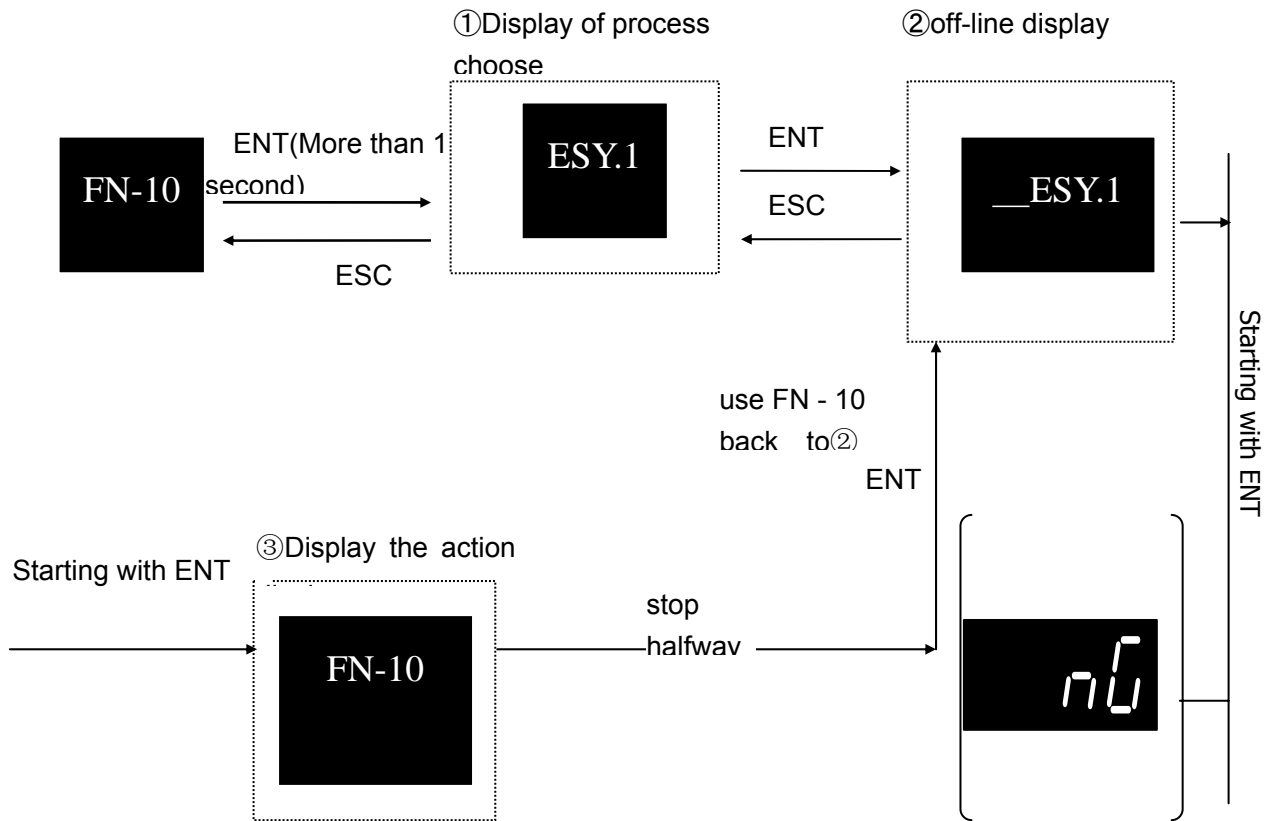 ①Display of process
choose
②off-line display
ENT(More than 1
second)
FN-10
ESC
ESY.1
ENT
ESC
__ESY.1
Starting with ENT
use FN - 10
back to②
ENT
Starting with ENT
③Display the action
FN-10
stop
halfway